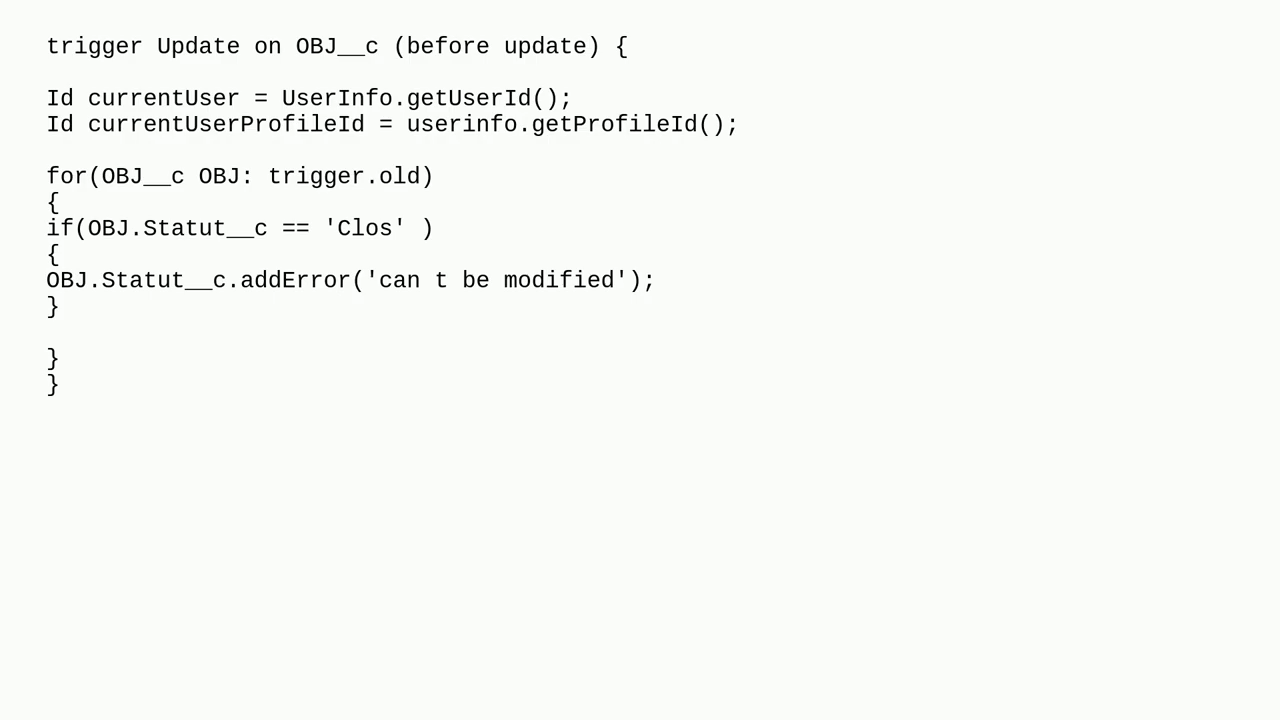 trigger Update on OBJ__c (before update) {
Id currentUser = UserInfo.getUserId();
Id currentUserProfileId = userinfo.getProfileId();
for(OBJ__c OBJ: trigger.old)
{
if(OBJ.Statut__c == 'Clos' )
{
OBJ.Statut__c.addError('can t be modified');
}
}
}